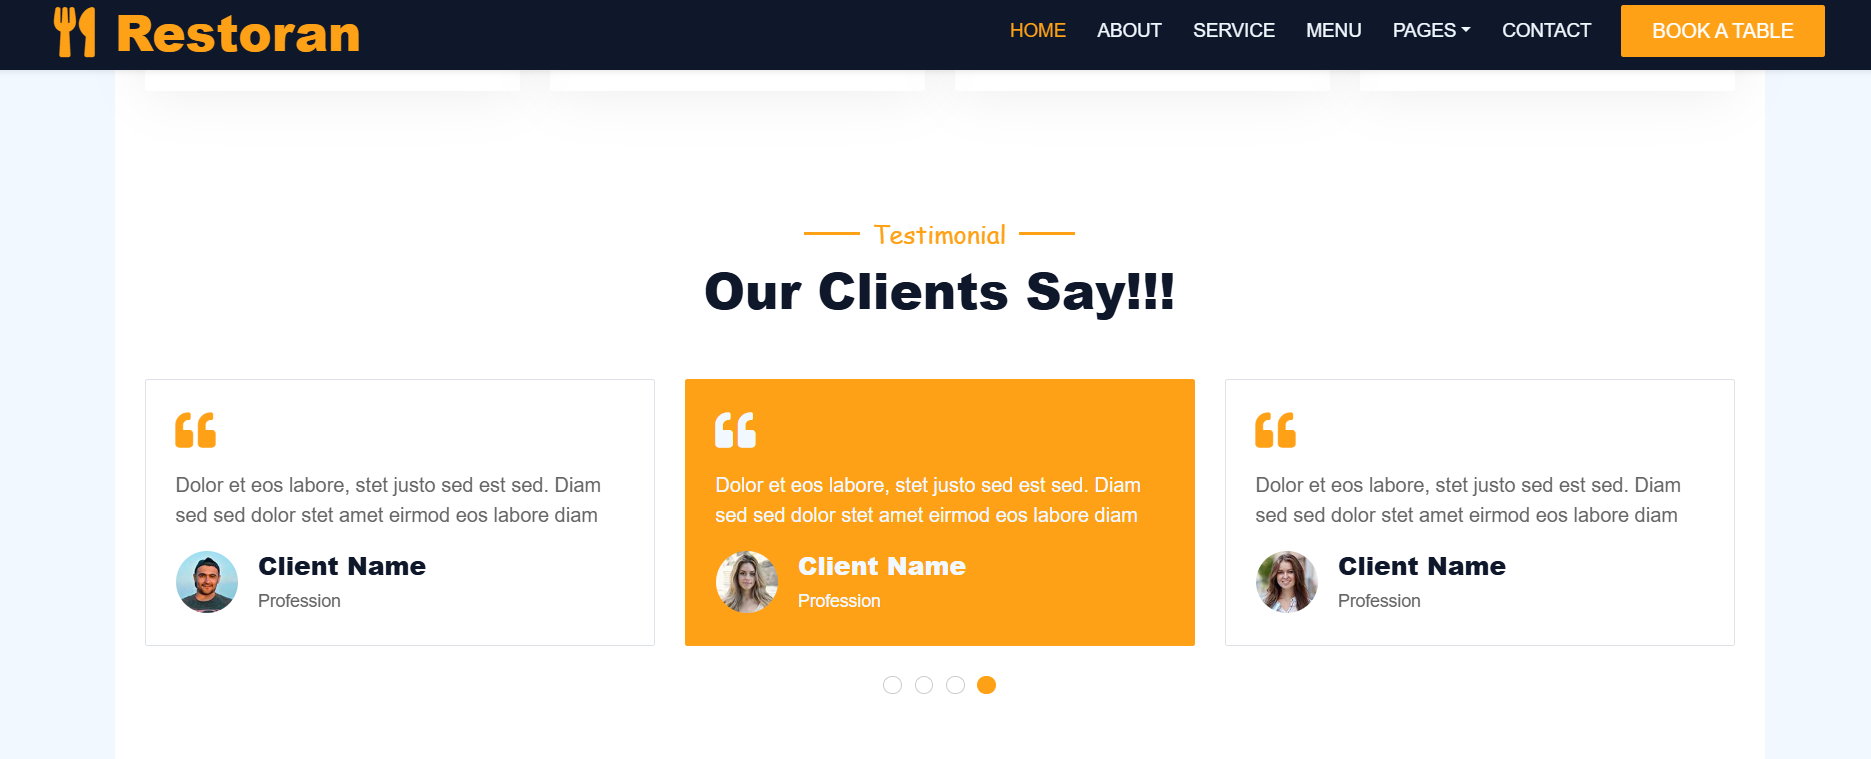 Restoran
HOME ABOUT SERVICE MENU PAGES CONTACT BOOK A TABLE
Testimonial
Our Clients Say!!!
Dolor et eos labore, stet justo sed est sed. Diam
sed sed dolor stet amet eirmod eos labore diam
Client Name
Profession
Dolor et eos labore, stet justo sed est sed. Diam
sed sed dolor stet amet eirmod eos labore diam
Client Name
Profession
Dolor et eos labore, stet justo sed est sed. Diam
sed sed dolor stet amet eirmod eos labore diam
Client Name
Profession